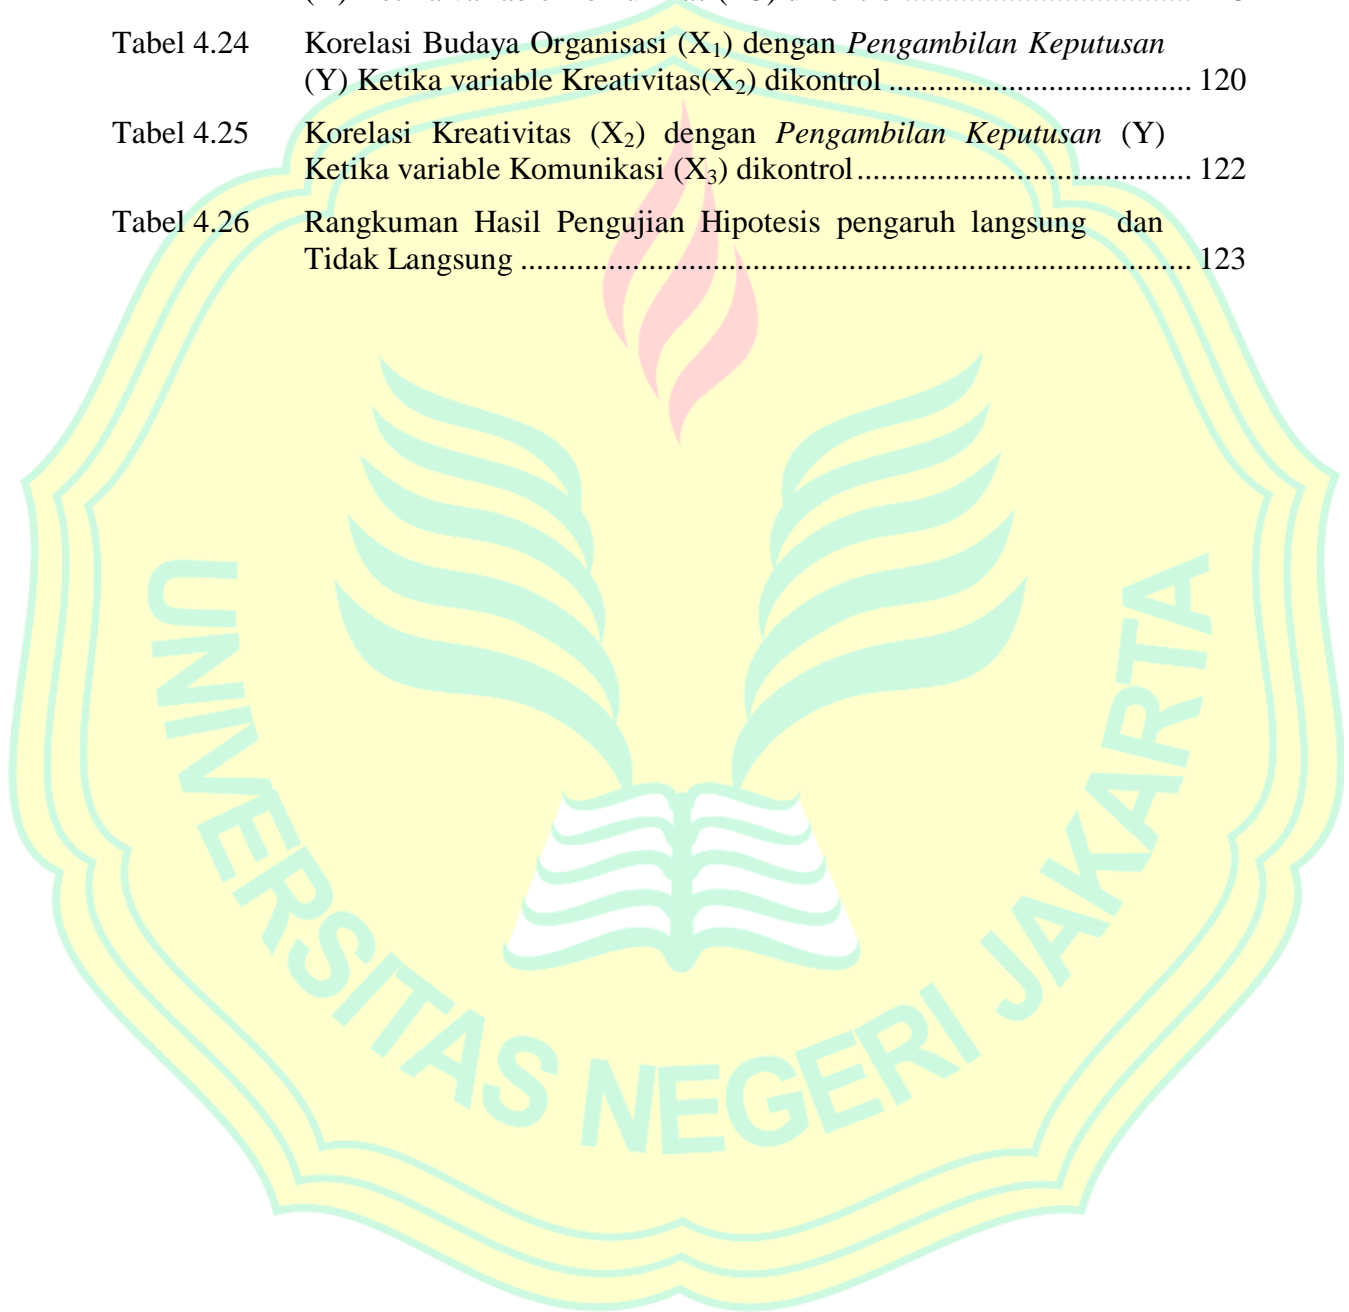 Tabel 4.24 Korelasi Budaya Organisasi (X1) dengan Pengambilan Keputusan
(Y) Ketika variable Kreativitas(X2) dikontrol ..................................... 120
Tabel 4.25 Korelasi Kreativitas (X2) dengan Pengambilan Keputusan (Y)
Ketika variable Komunikasi (X3) dikontrol ......................................... 122
Tabel 4.26 Rangkuman Hasil Pengujian Hipotesis pengaruh langsung dan
Tidak Langsung .................................................................................. 123
UNIVERSITAS NEGERI JAKARTA